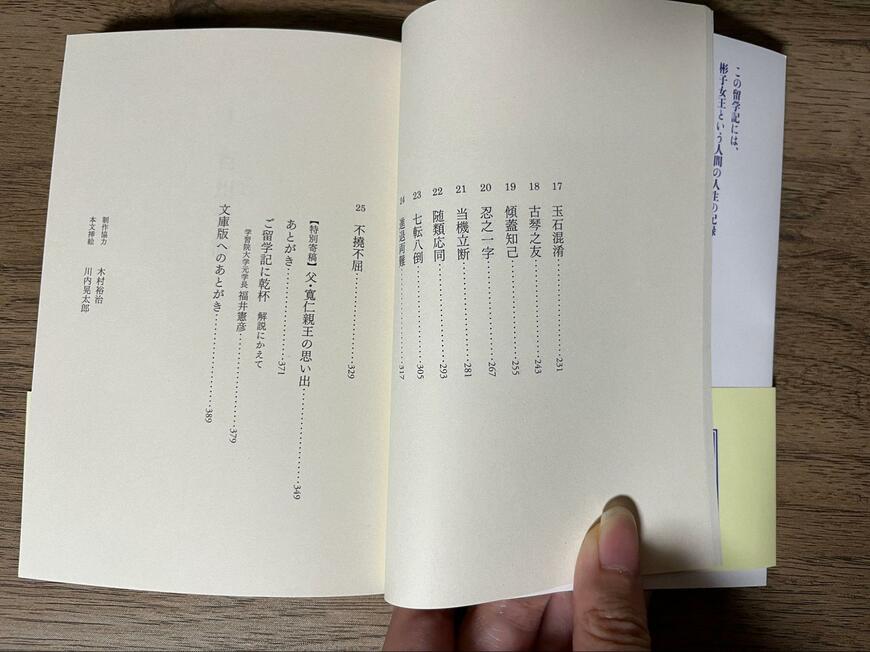 この留学記には、
彬子女王という人間の人生の記録
17 玉石混淆……………………231
18 古琴之友……………………243
19 傾蓋知己……………………255
20 忍之一字……………………267
21 当機立断……………………281
22 随類応同……………………293
23 七転八倒……………………305
24 進退両難……………………317
25 不撓不屈……………………329
【特別寄稿】父・寬仁親王の思い出……………………349
あとがき……………………371
ご留学記に乾杯 解説にかえて
学習院大学元学長 福井憲彦……………………379
文庫版へのあとがき……………………389
制作協力 木村裕治
本文挿絵 川内晃太郎